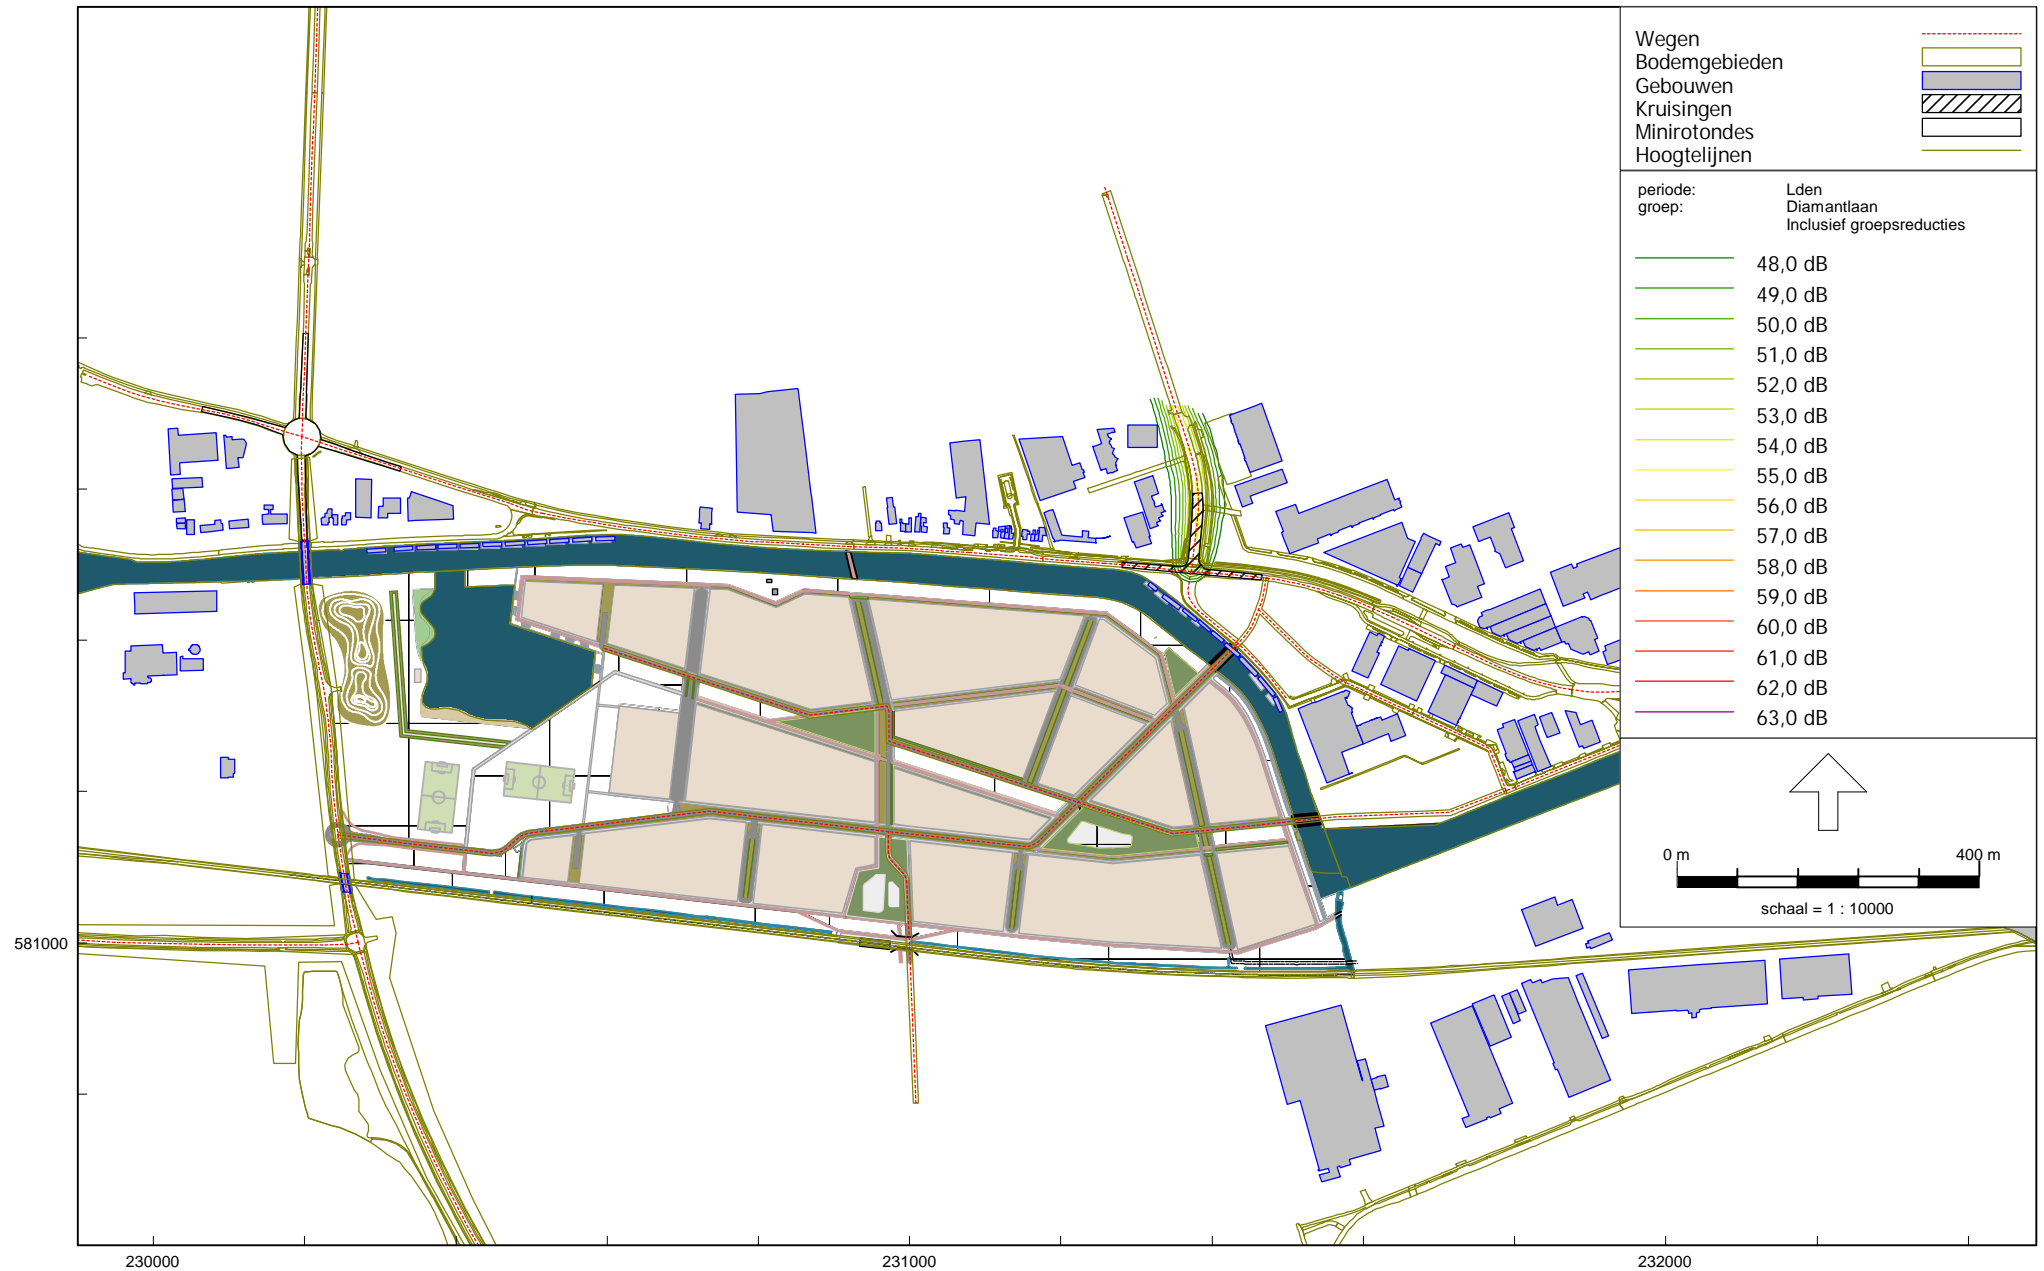 Wegen
Bodemgebieden
Gebouwen
Kruisingen
Minirotondes
Hoogtelijnen
periode: Lden
groep: Diamantlaan
Inclusief groepsreducties
48,0 dB
49,0 dB
50,0 dB
51,0 dB
52,0 dB
53,0 dB
54,0 dB
55,0 dB
56,0 dB
57,0 dB
58,0 dB
59,0 dB
60,0 dB
61,0 dB
62,0 dB
63,0 dB
0 m 400 m
schaal = 1 : 10000
581000
230000 231000 232000